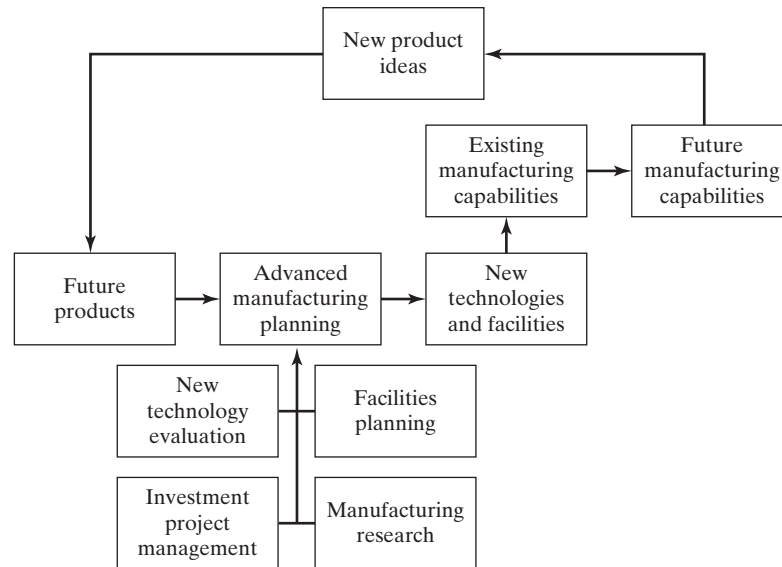 New product
ideas
Existing
manufacturing
capabilities
Future
manufacturing
capabilities
Future
products
Advanced
manufacturing
planning
New
technologies
and facilities
New
technology
evaluation
Facilities
planning
Investment
project
management
Manufacturing
research